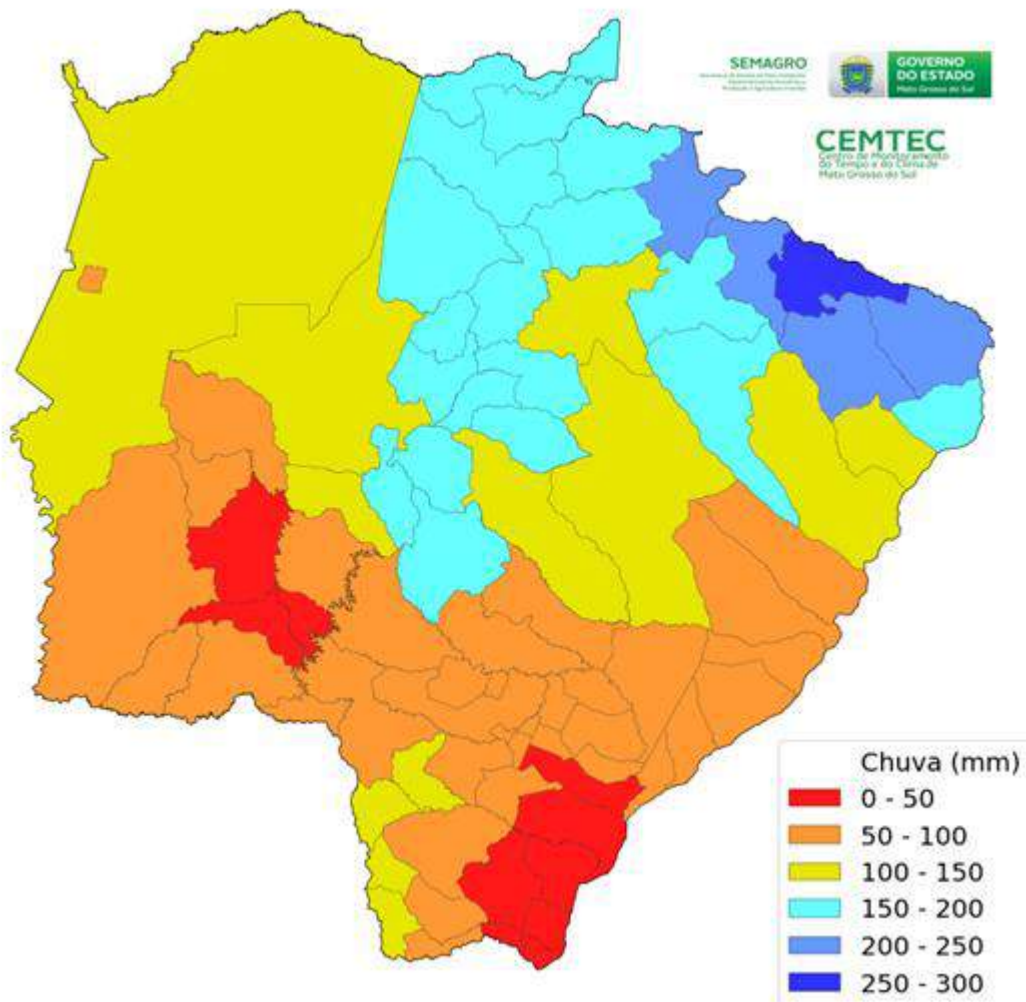 SEMAGRO
GOVERNO
DO ESTADO
Mato Grosso do Sul
CEMTEC
Centro de Monitoramento
do Tempo e do Clima de
Mato Grosso do Sul
Chuva (mm)
0 - 50
50 - 100
100 - 150
150 - 200
200 - 250
250 - 300